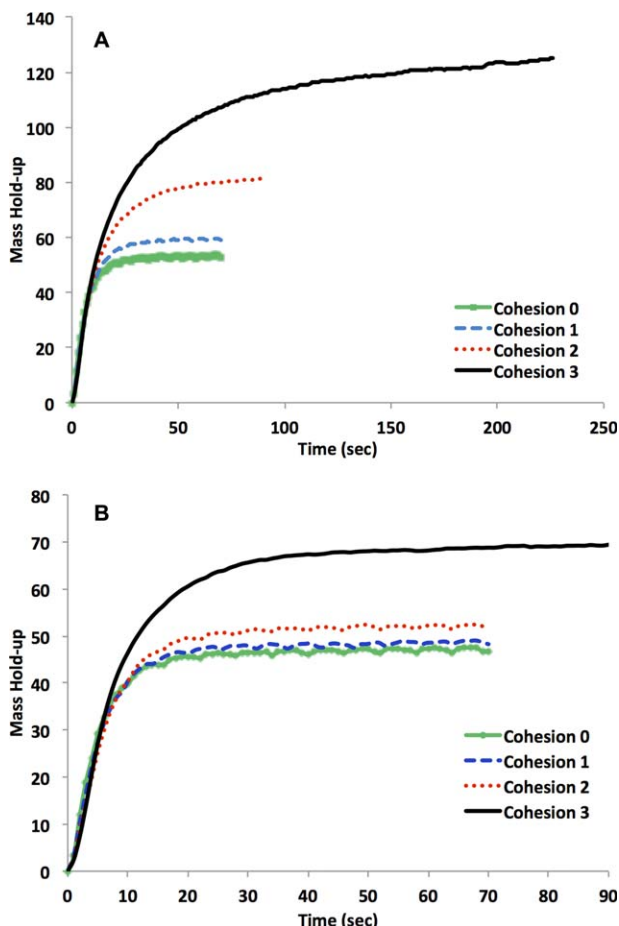 A
140
120
100
80
60
40
20
0
Mass Hold-up
Cohesion 0
Cohesion 1
Cohesion 2
Cohesion 3
0 50 100 150 200 250
Time (sec)
B
80
70
60
50
40
30
20
10
0
Mass Hold-up
Cohesion 0
Cohesion 1
Cohesion 2
Cohesion 3
0 10 20 30 40 50 60 70 80 90
Time (sec)